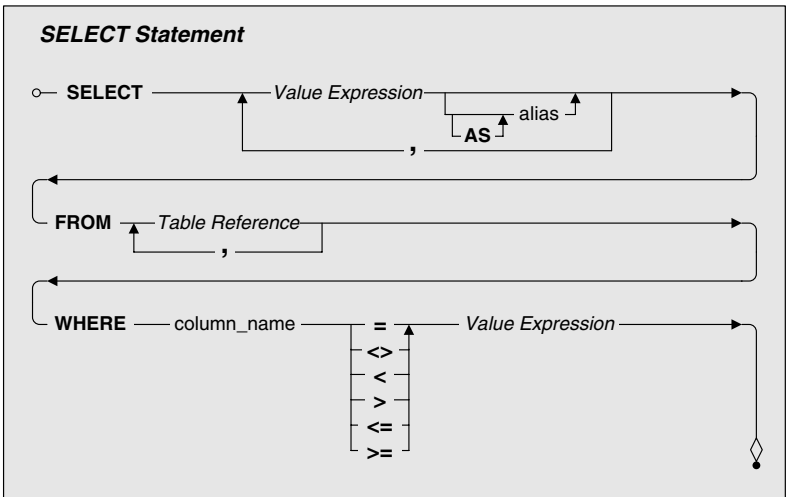 SELECT Statement
SELECT Value Expression
alias
AS
,
FROM Table Reference
,
WHERE column_name = Value Expression
<>
<
>
<=
>=